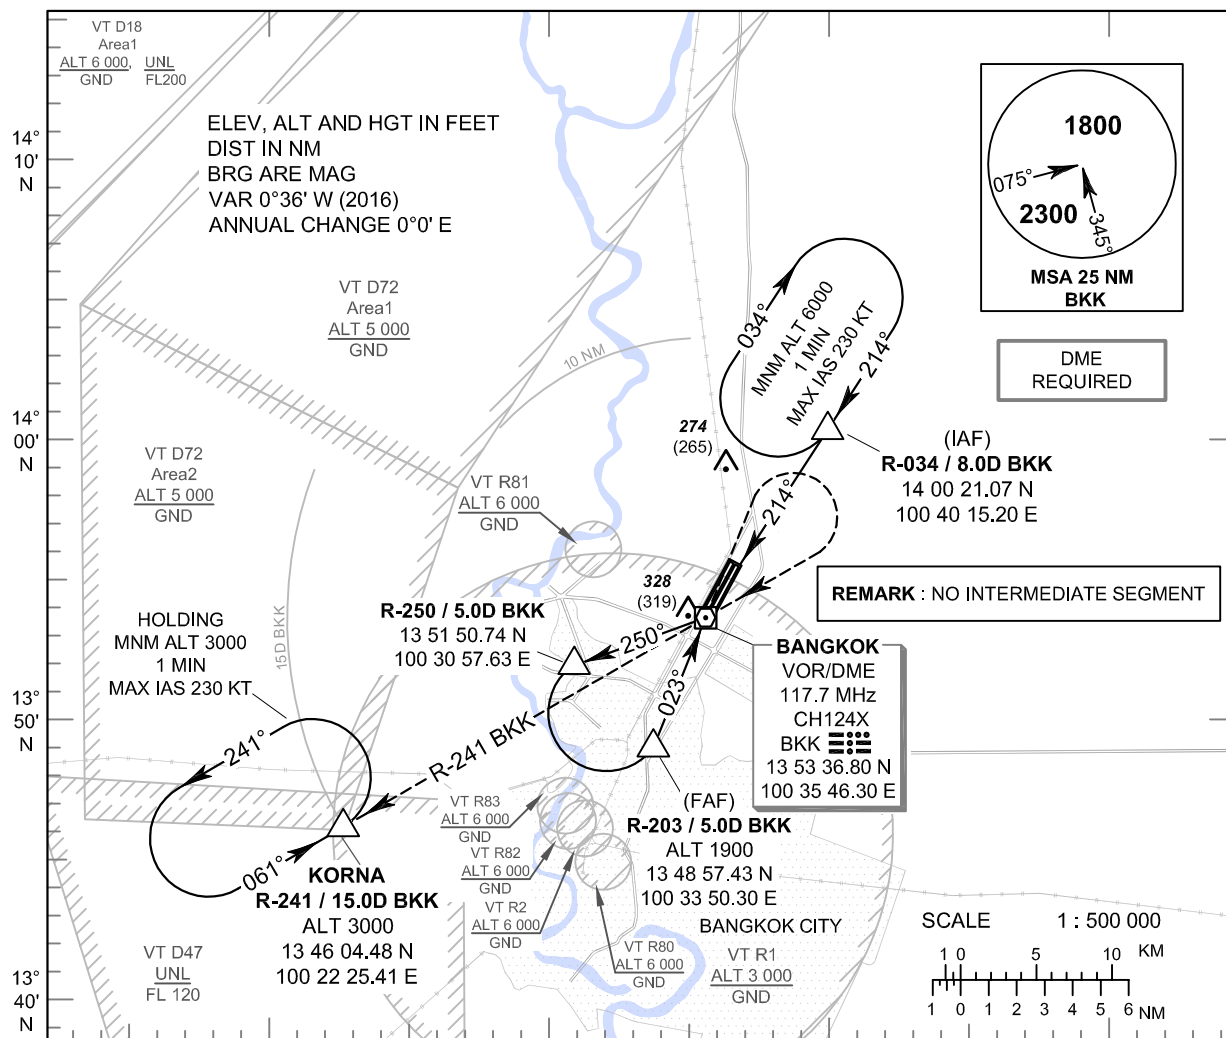 VT D18
Area1
ALT 6 000, UNL
GND FL200
14°
10'
N
ELEV, ALT AND HGT IN FEET
DIST IN NM
BRG ARE MAG
VAR 0°36' W (2016)
ANNUAL CHANGE 0°0' E
1800
075°
2300
345°
MSA 25 NM
BKK
DME
REQUIRED
VT D72
Area1
ALT 5 000
GND
10 NM
034°
MNM ALT 6000
1 MIN
MAX IAS 230 KT
214°
14°
00'
N
274
(265)
(IAF)
R-034 / 8.0D BKK
14 00 21.07 N
100 40 15.20 E
214°
VT D72
Area2
ALT 5 000
GND
VT R81
ALT 6 000
GND
328
(319)
REMARK : NO INTERMEDIATE SEGMENT
R-250 / 5.0D BKK
13 51 50.74 N
100 30 57.63 E
250°
023°
HOLDING
MNM ALT 3000
1 MIN
MAX IAS 230 KT
15D BKK
BANGKOK
VOR/DME
117.7 MHz
CH124X
BKK
13 53 36.80 N
100 35 46.30 E
13°
50'
N
241°
R-241 BKK
061°
(FAF)
R-203 / 5.0D BKK
ALT 1900
13 48 57.43 N
100 33 50.30 E
VT R83
ALT 6 000
GND
VT R82
ALT 6 000
GND
VT R2
ALT 6 000
GND
KORNA
R-241 / 15.0D BKK
ALT 3000
13 46 04.48 N
100 22 25.41 E
BANGKOK CITY
VT R80
ALT 6 000
GND
VT R1
ALT 3 000
GND
VT D47
UNL
FL 120
13°
40'
N
SCALE 1 : 500 000
1 0 5 10 KM
1 0 1 2 3 4 5 6 NM